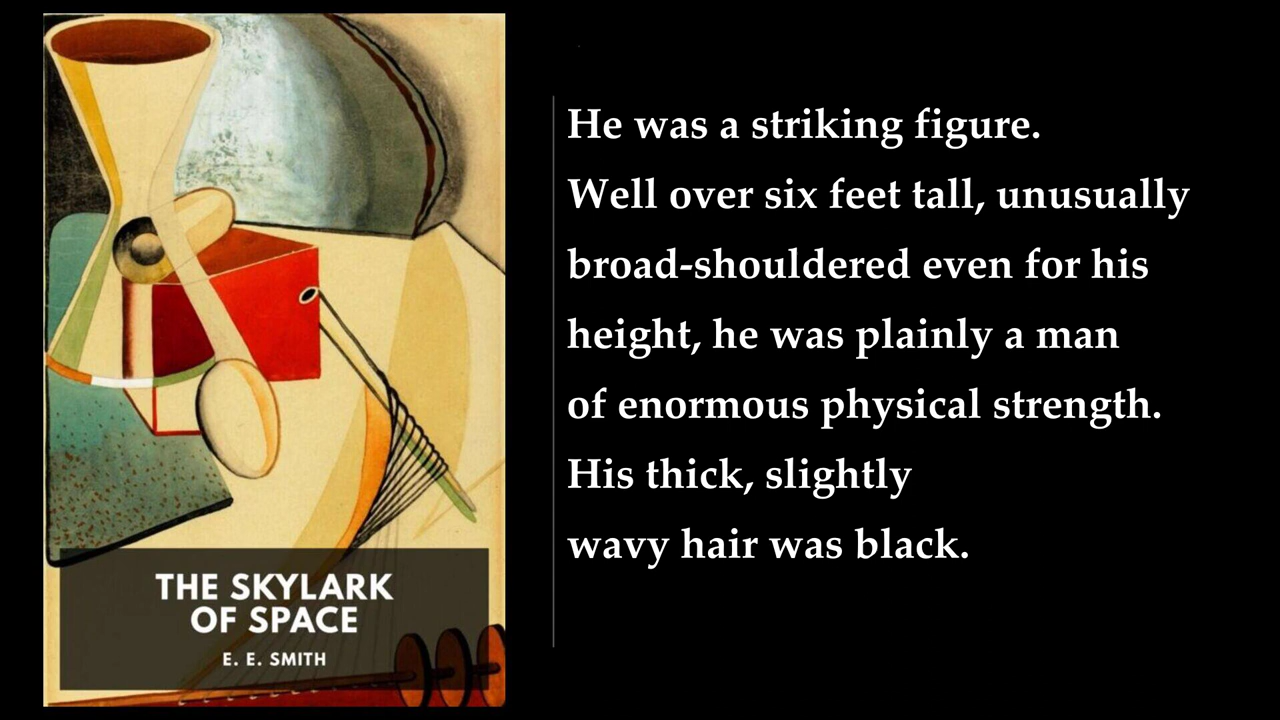 THE SKYLARK
OF SPACE
E. E. SMITH
He was a striking figure.
Well over six feet tall, unusually
broad-shouldered even for his
height, he was plainly a man
of enormous physical strength.
His thick, slightly
wavy hair was black.